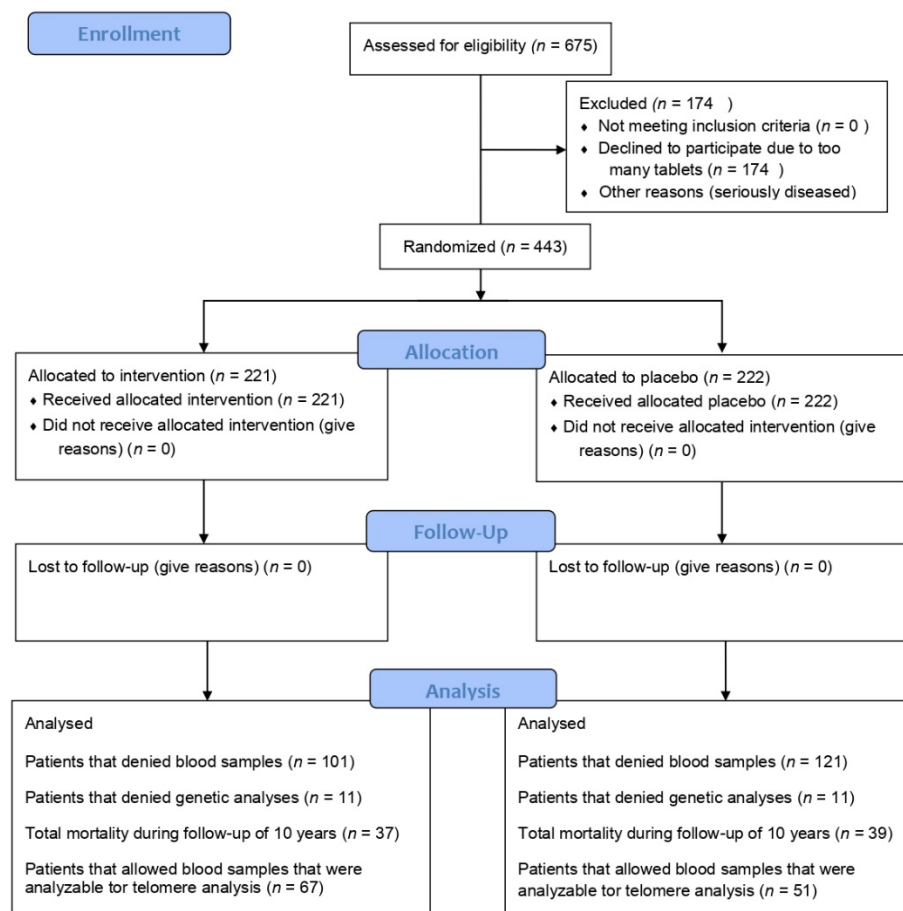 Enrollment
Assessed for eligibility (n = 675)
Excluded (n = 174 )
♦ Not meeting inclusion criteria (n = 0 )
♦ Declined to participate due to too
many tablets (n = 174 )
♦ Other reasons (seriously diseased)
Randomized (n = 443)
Allocation
Allocated to intervention (n = 221)
♦ Received allocated intervention (n = 221)
♦ Did not receive allocated intervention (give
reasons) (n = 0)
Allocated to placebo (n = 222)
♦ Received allocated placebo (n = 222)
♦ Did not receive allocated intervention (give
reasons) (n = 0)
Follow-Up
Lost to follow-up (give reasons) (n = 0)
Lost to follow-up (give reasons) (n = 0)
Analysis
Analysed
Patients that denied blood samples (n = 101)
Patients that denied genetic analyses (n = 11)
Total mortality during follow-up of 10 years (n = 37)
Patients that allowed blood samples that were
analyzable tor telomere analysis (n = 67)
Analysed
Patients that denied blood samples (n = 121)
Patients that denied genetic analyses (n = 11)
Total mortality during follow-up of 10 years (n = 39)
Patients that allowed blood samples that were
analyzable tor telomere analysis (n = 51)